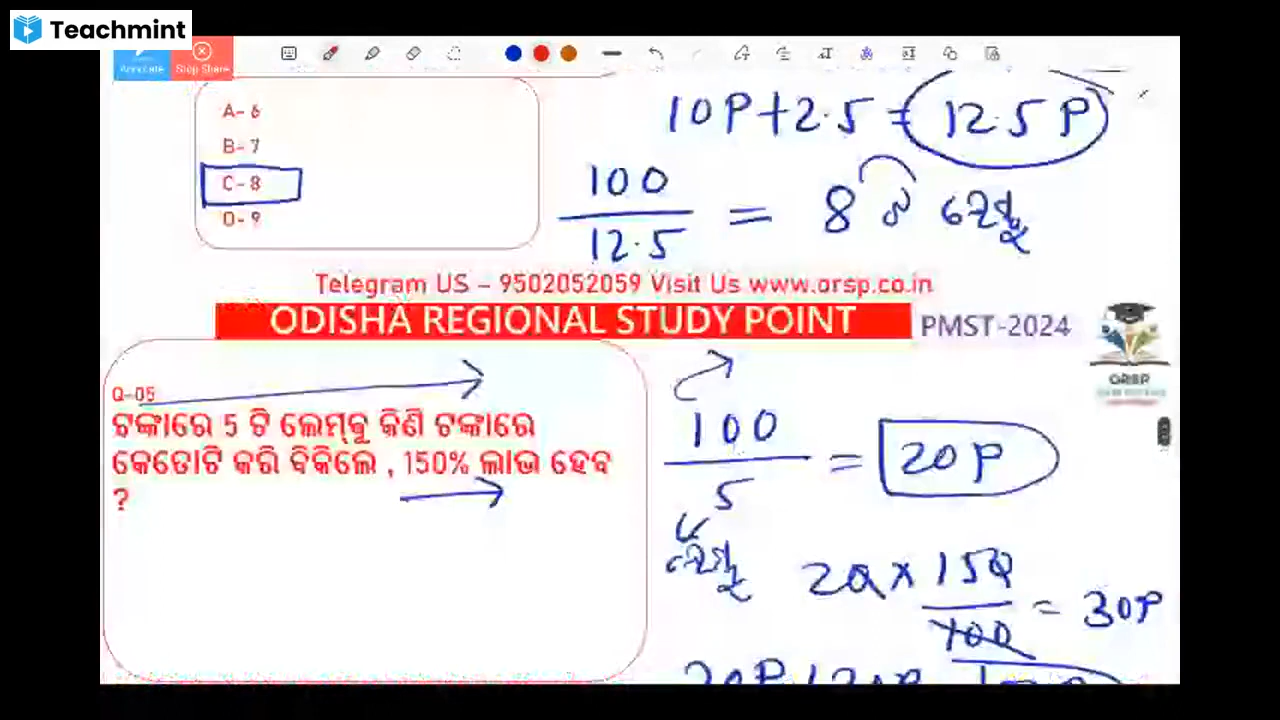 Teachmint
Annotate
Stop Share
A- 6
B- 7
C- 8
D- 9
10P+2.5 = 12.5 P
100
12.5
= 8
Telegram US – 9502052059 Visit Us www.orsp.co.in
ODISHA REGIONAL STUDY POINT
PMST-2024
ORSP
Q-05
ଟଙ୍କାରେ 5 ଟି ଲେମ୍ବୁ କିଣି ଟଙ୍କାରେ
କେତୋଟି କରି ବିକିଲେ , 150% ଲାଭ ହେବ
?
100
5
= 20P
20 x 150
100
= 30P